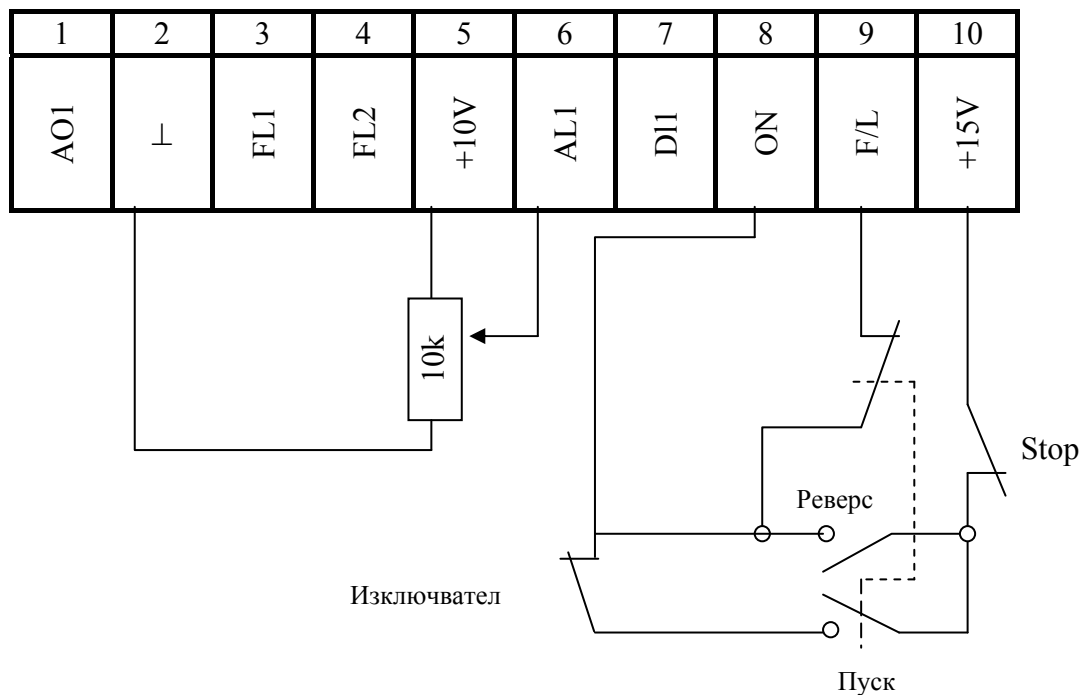 1 2 3 4 5 6 7 8 9 10
AO1 ⊥ FL1 FL2 +10V AL1 DI1 ON F/L +15V
10k
Stop
Реверс
Изключвател
Пуск